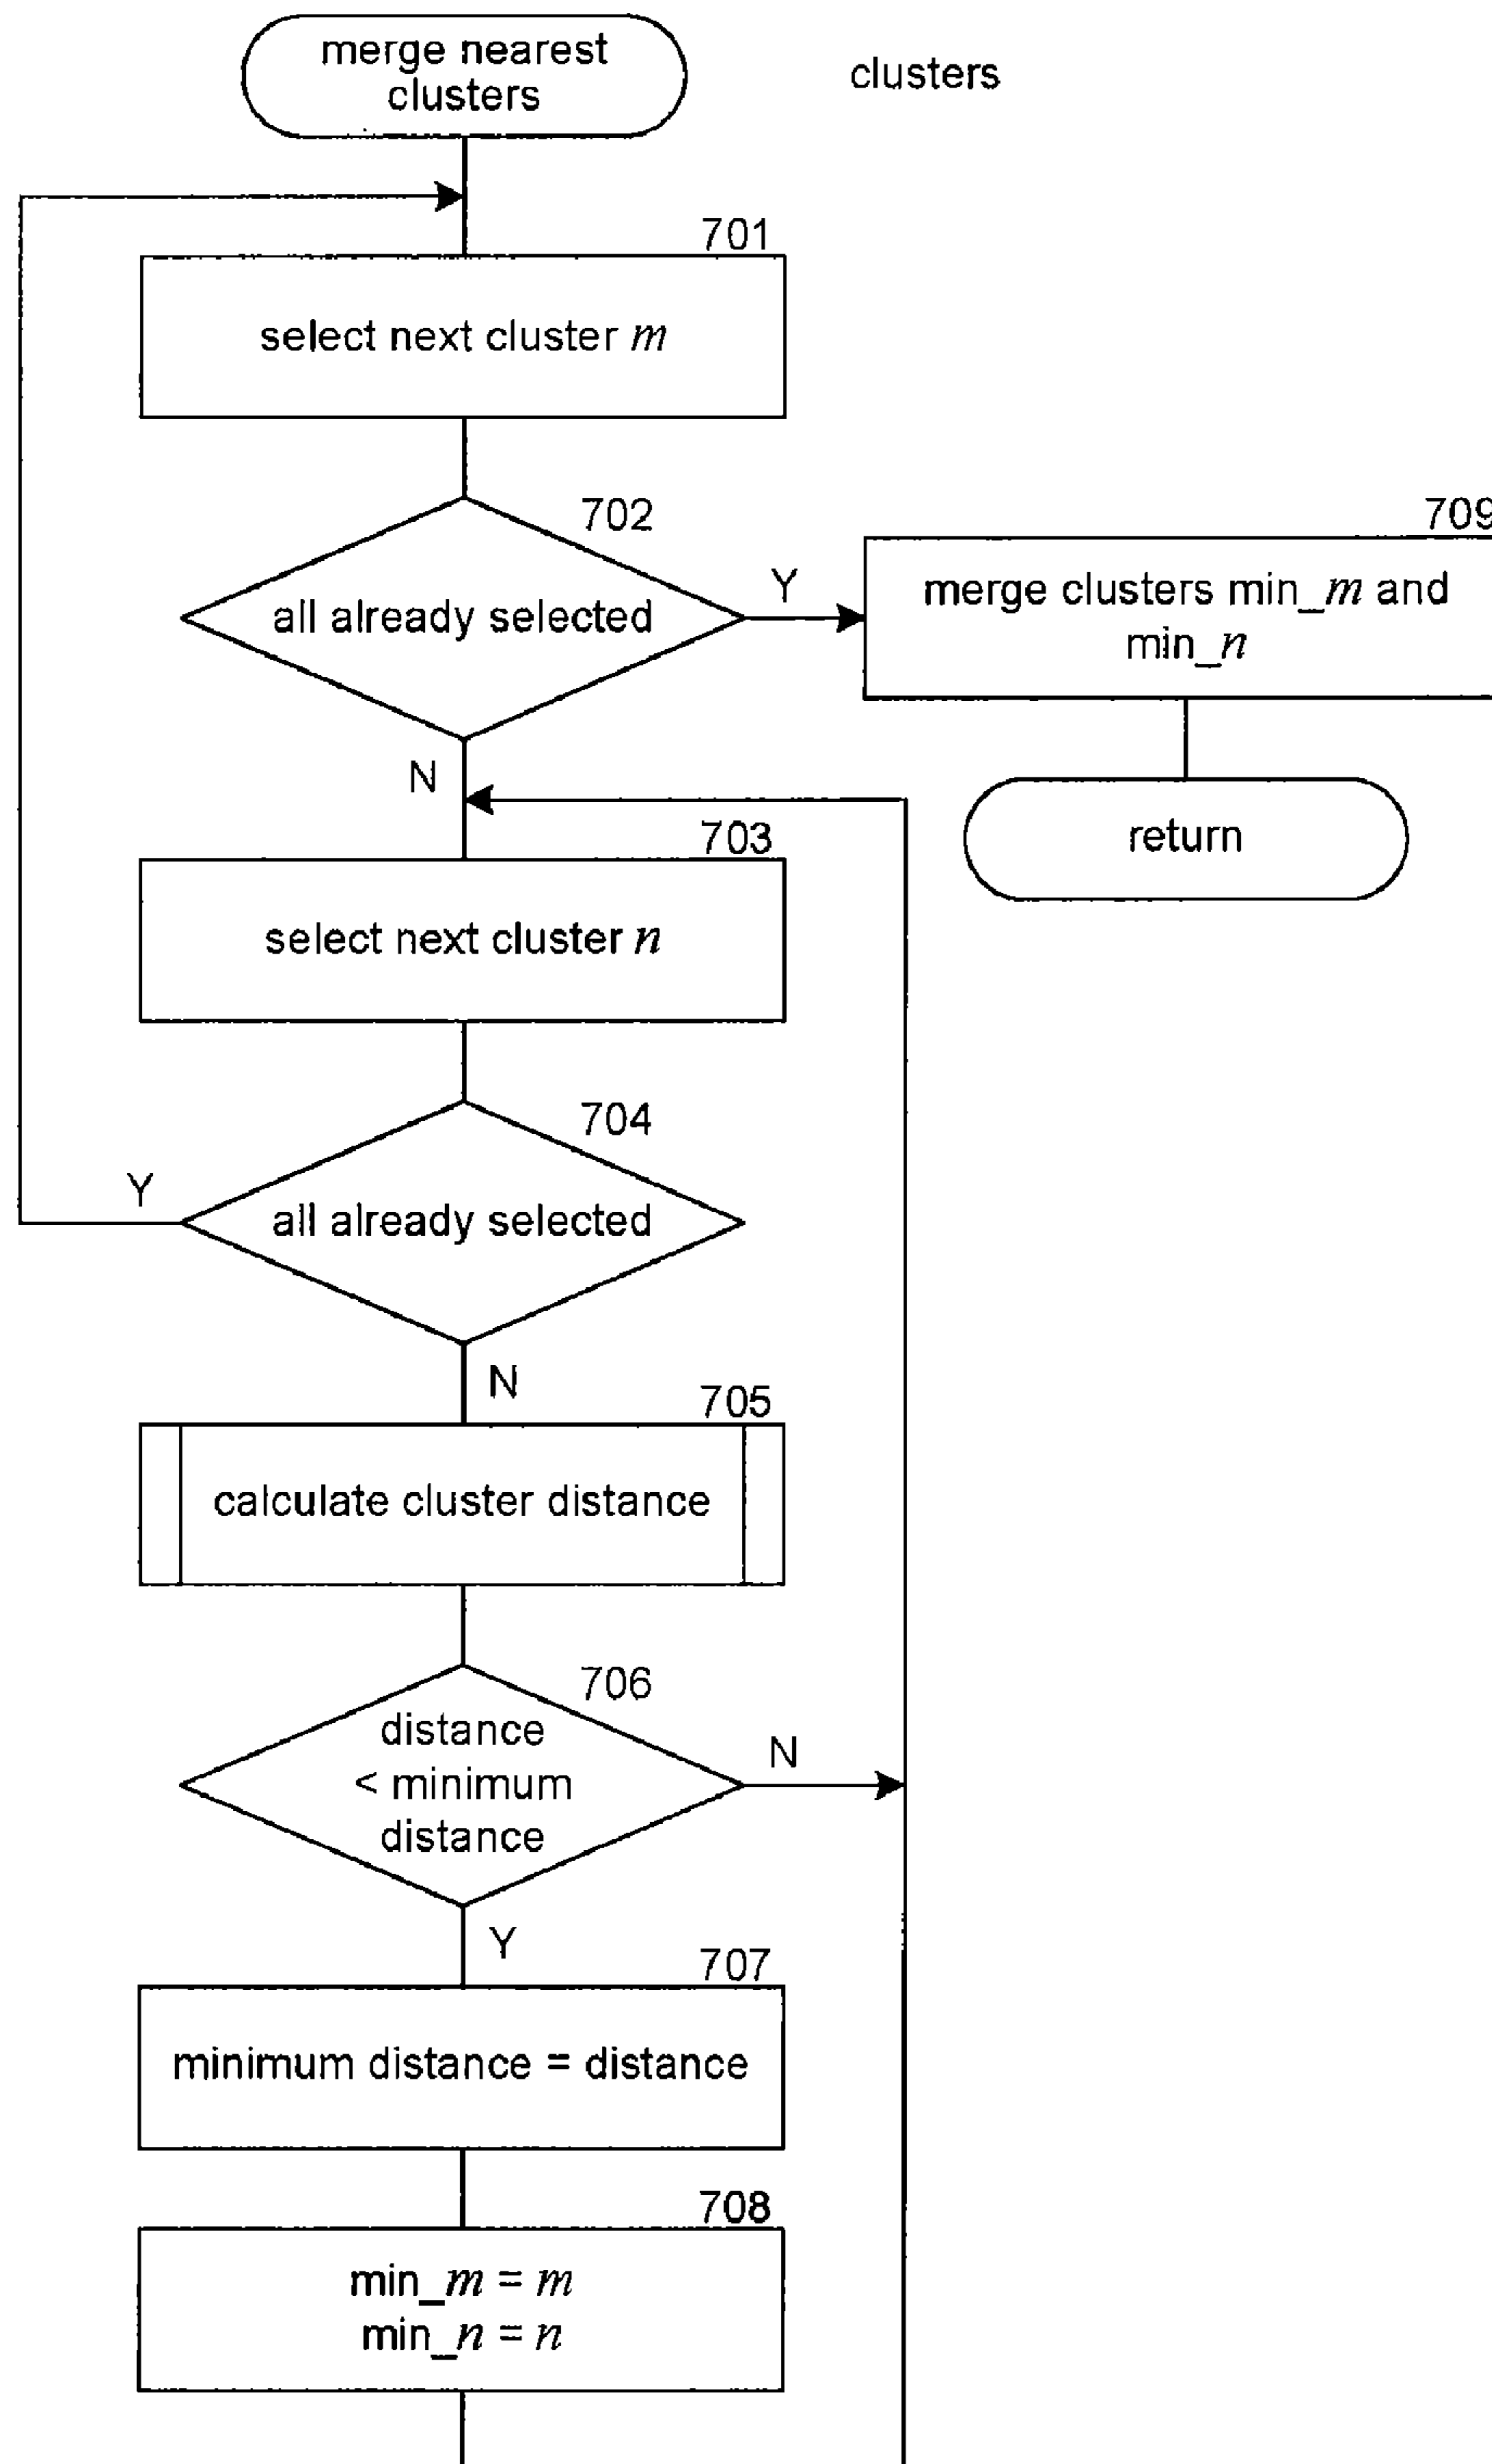 merge nearest
clusters
clusters
701
select next cluster m
702
all already selected
Y
N
709
merge clusters min_m and
min_n
return
703
select next cluster n
704
all already selected
Y
N
705
calculate cluster distance
706
distance
< minimum
distance
N
Y
707
minimum distance = distance
708
min_m = m
min_n = n